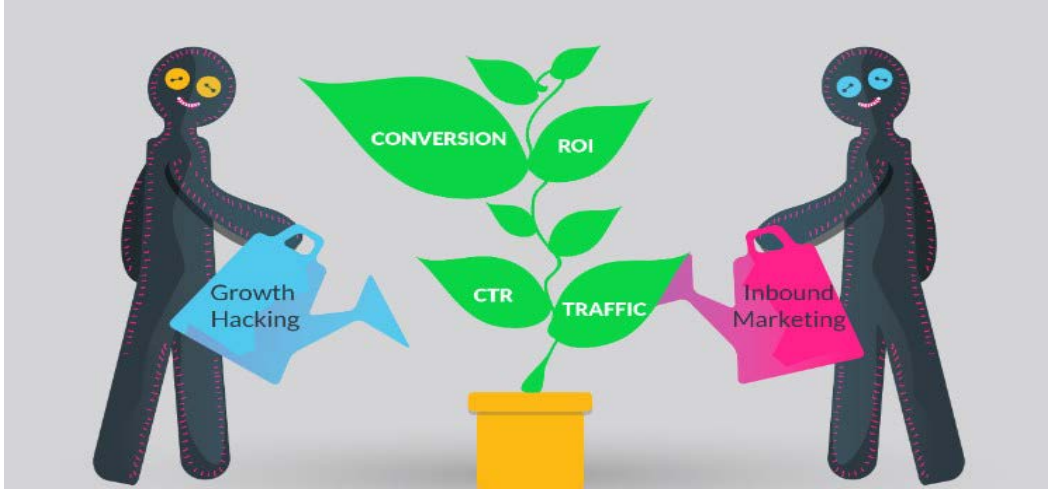 CONVERSION
ROI
CTR
TRAFFIC
Growth
Hacking
Inbound
Marketing